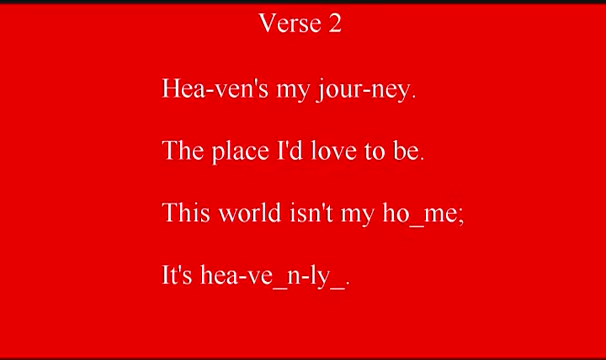 Verse 2
Hea-ven's my jour-ney.
The place I'd love to be.
This world isn't my ho_me;
It's hea-ve_n-ly_.